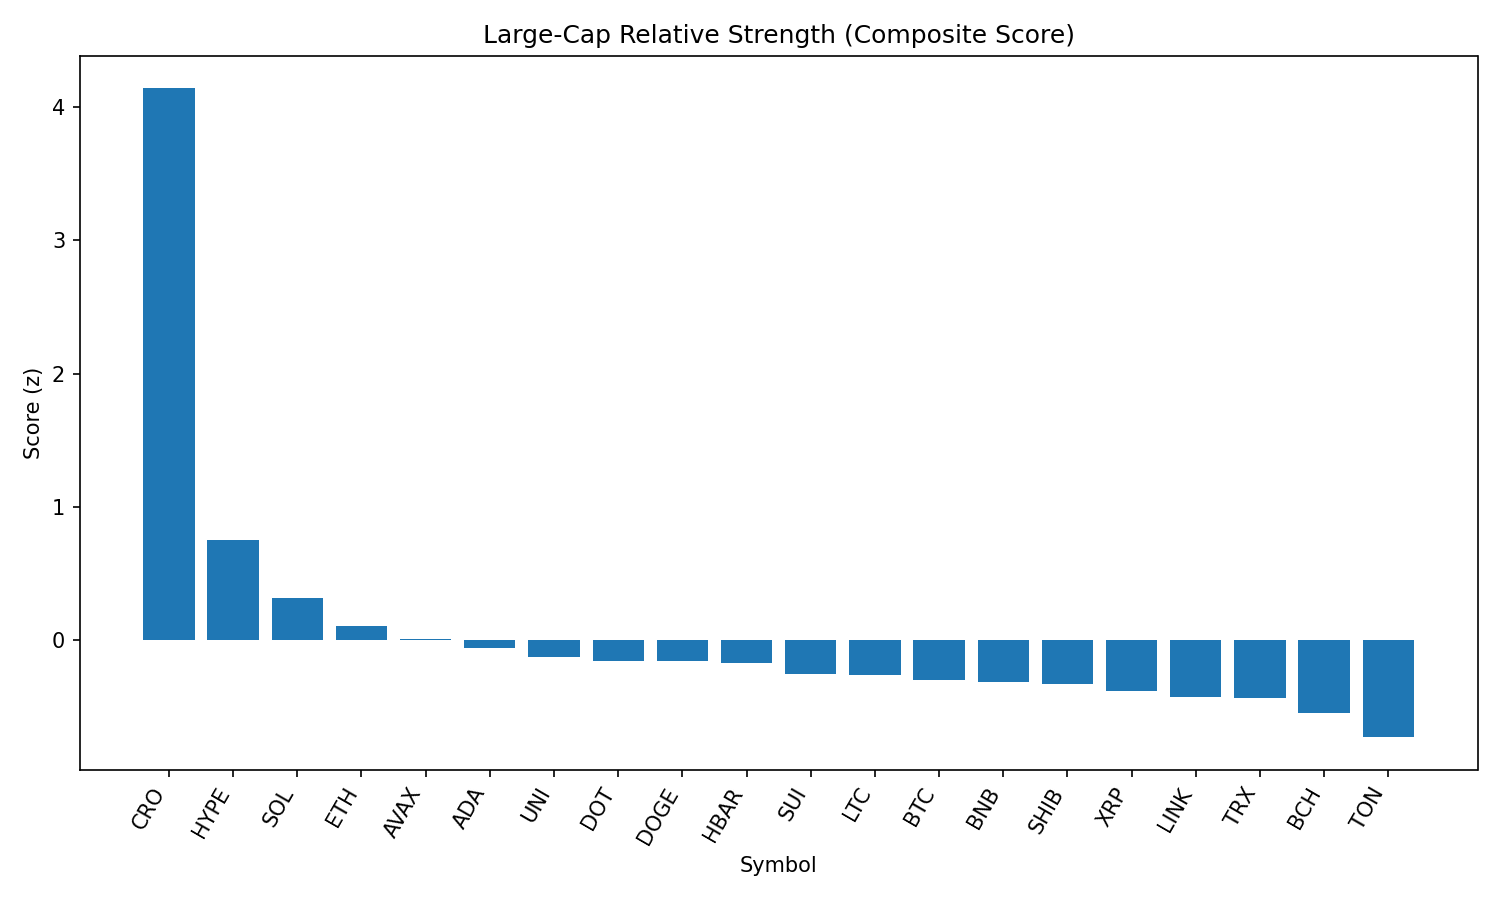 Large-Cap Relative Strength (Composite Score)
Score (z)
4
3
2
1
0
CRO
HYPE
SOL
ETH
AVAX
ADA
UNI
DOT
DOGE
HBAR
SUI
LTC
BTC
BNB
SHIB
XRP
LINK
TRX
BCH
TON
Symbol